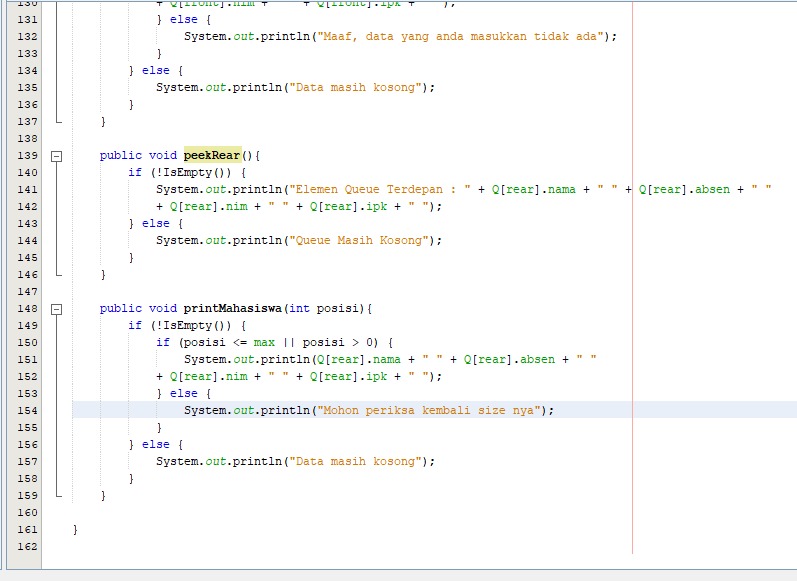 130 + Q[front].nim + " " + Q[front].ipk + " ");
131 } else {
132 System.out.println("Maaf, data yang anda masukkan tidak ada");
133 }
134 } else {
135 System.out.println("Data masih kosong");
136 }
137 }
138
139 public void peekRear(){
140 if (!IsEmpty()) {
141 System.out.println("Elemen Queue Terdepan : " + Q[rear].nama + " " + Q[rear].absen + " "
142 + Q[rear].nim + " " + Q[rear].ipk + " ");
143 } else {
144 System.out.println("Queue Masih Kosong");
145 }
146 }
147
148 public void printMahasiswa(int posisi){
149 if (!IsEmpty()) {
150 if (posisi <= max || posisi > 0) {
151 System.out.println(Q[rear].nama + " " + Q[rear].absen + " "
152 + Q[rear].nim + " " + Q[rear].ipk + " ");
153 } else {
154 System.out.println("Mohon periksa kembali size nya");
155 }
156 } else {
157 System.out.println("Data masih kosong");
158 }
159 }
160
161 }
162